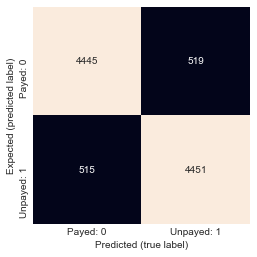 Expected (predicted label)
Payed: 0
4445
519
Unpayed: 1
515
4451
Payed: 0
Unpayed: 1
Predicted (true label)